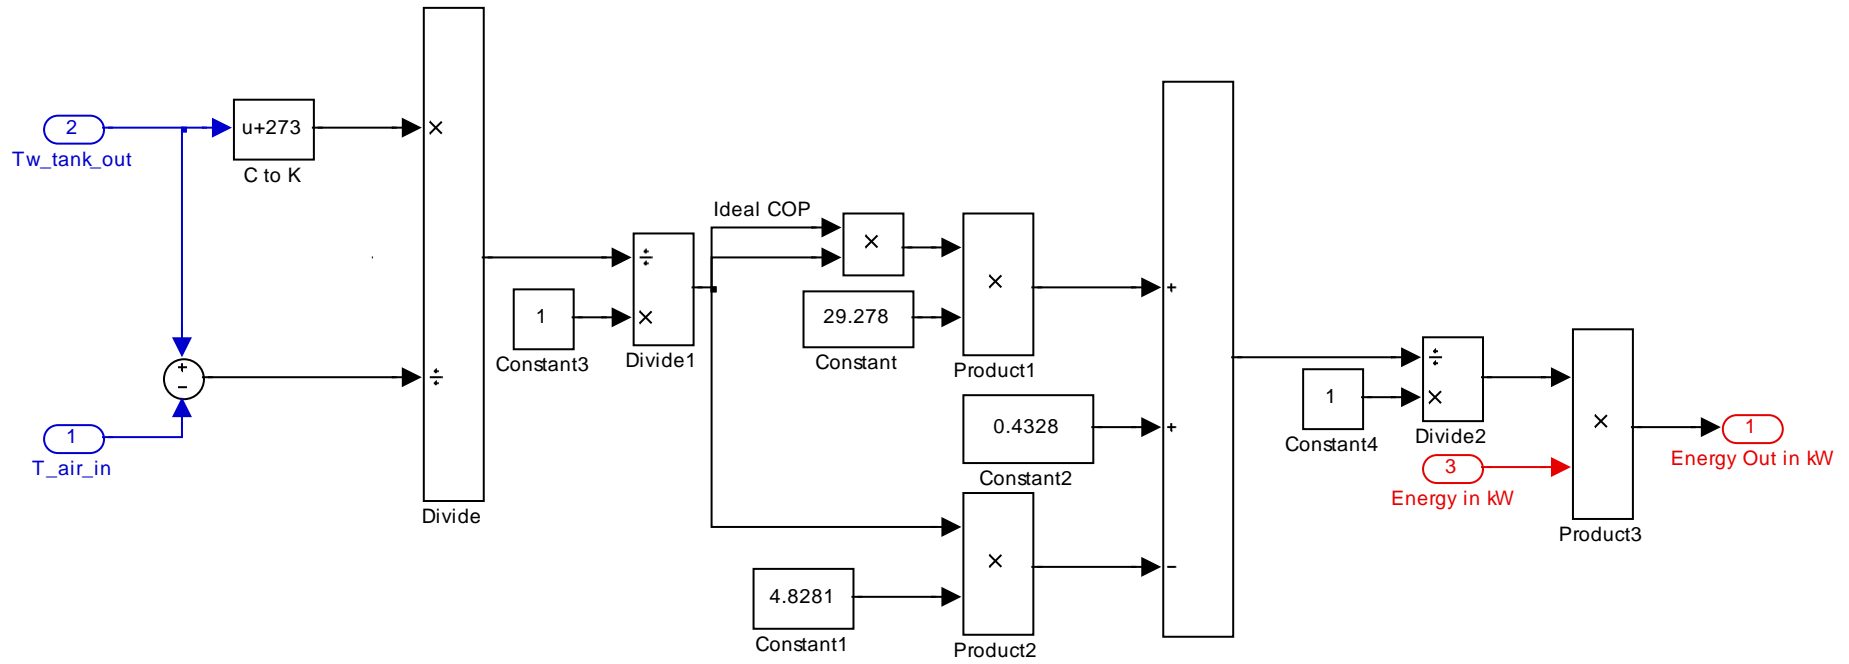 2
Tw_tank_out
u+273
C to K
×
÷
Divide
+
−
1
T_air_in
1
Constant3
÷
×
Divide1
Ideal COP
×
29.278
Constant
×
Product1
0.4328
Constant2
4.8281
Constant1
×
Product2
+
+
−
1
Constant4
÷
×
Divide2
3
Energy in kW
×
Product3
1
Energy Out in kW